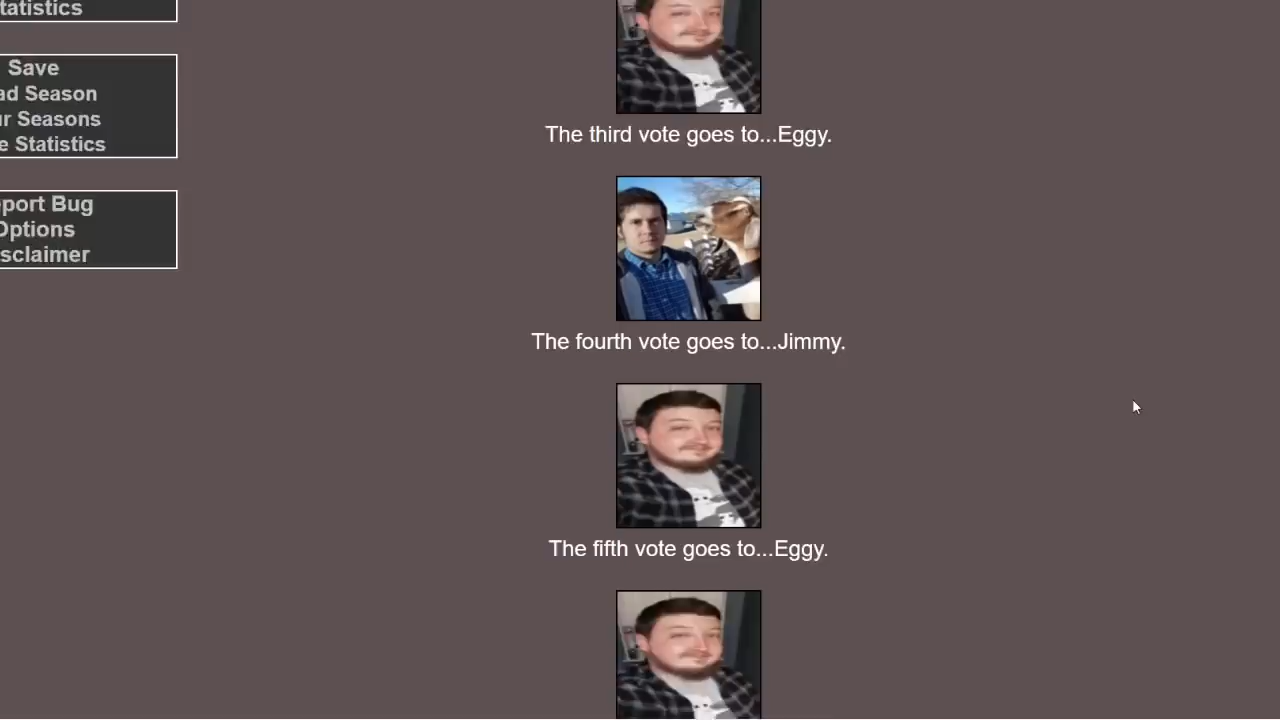 tatistics
Save
ad Season
ur Seasons
e Statistics
port Bug
Options
isclaimer
The third vote goes to...Eggy.
The fourth vote goes to...Jimmy.
The fifth vote goes to...Eggy.